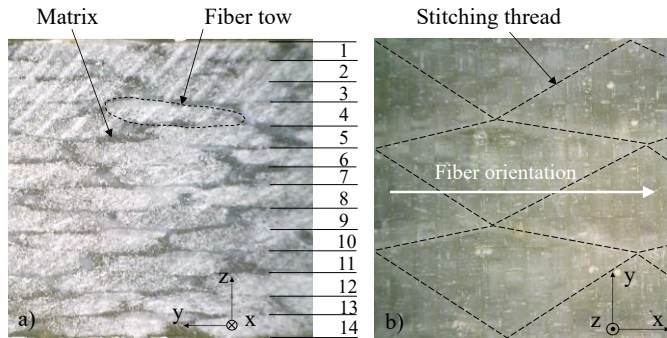 Matrix
Fiber tow
Stitching thread
1
2
3
4
5
6
7
8
9
10
11
12
13
14
Fiber orientation
z
y
x
a)
y
z
x
b)